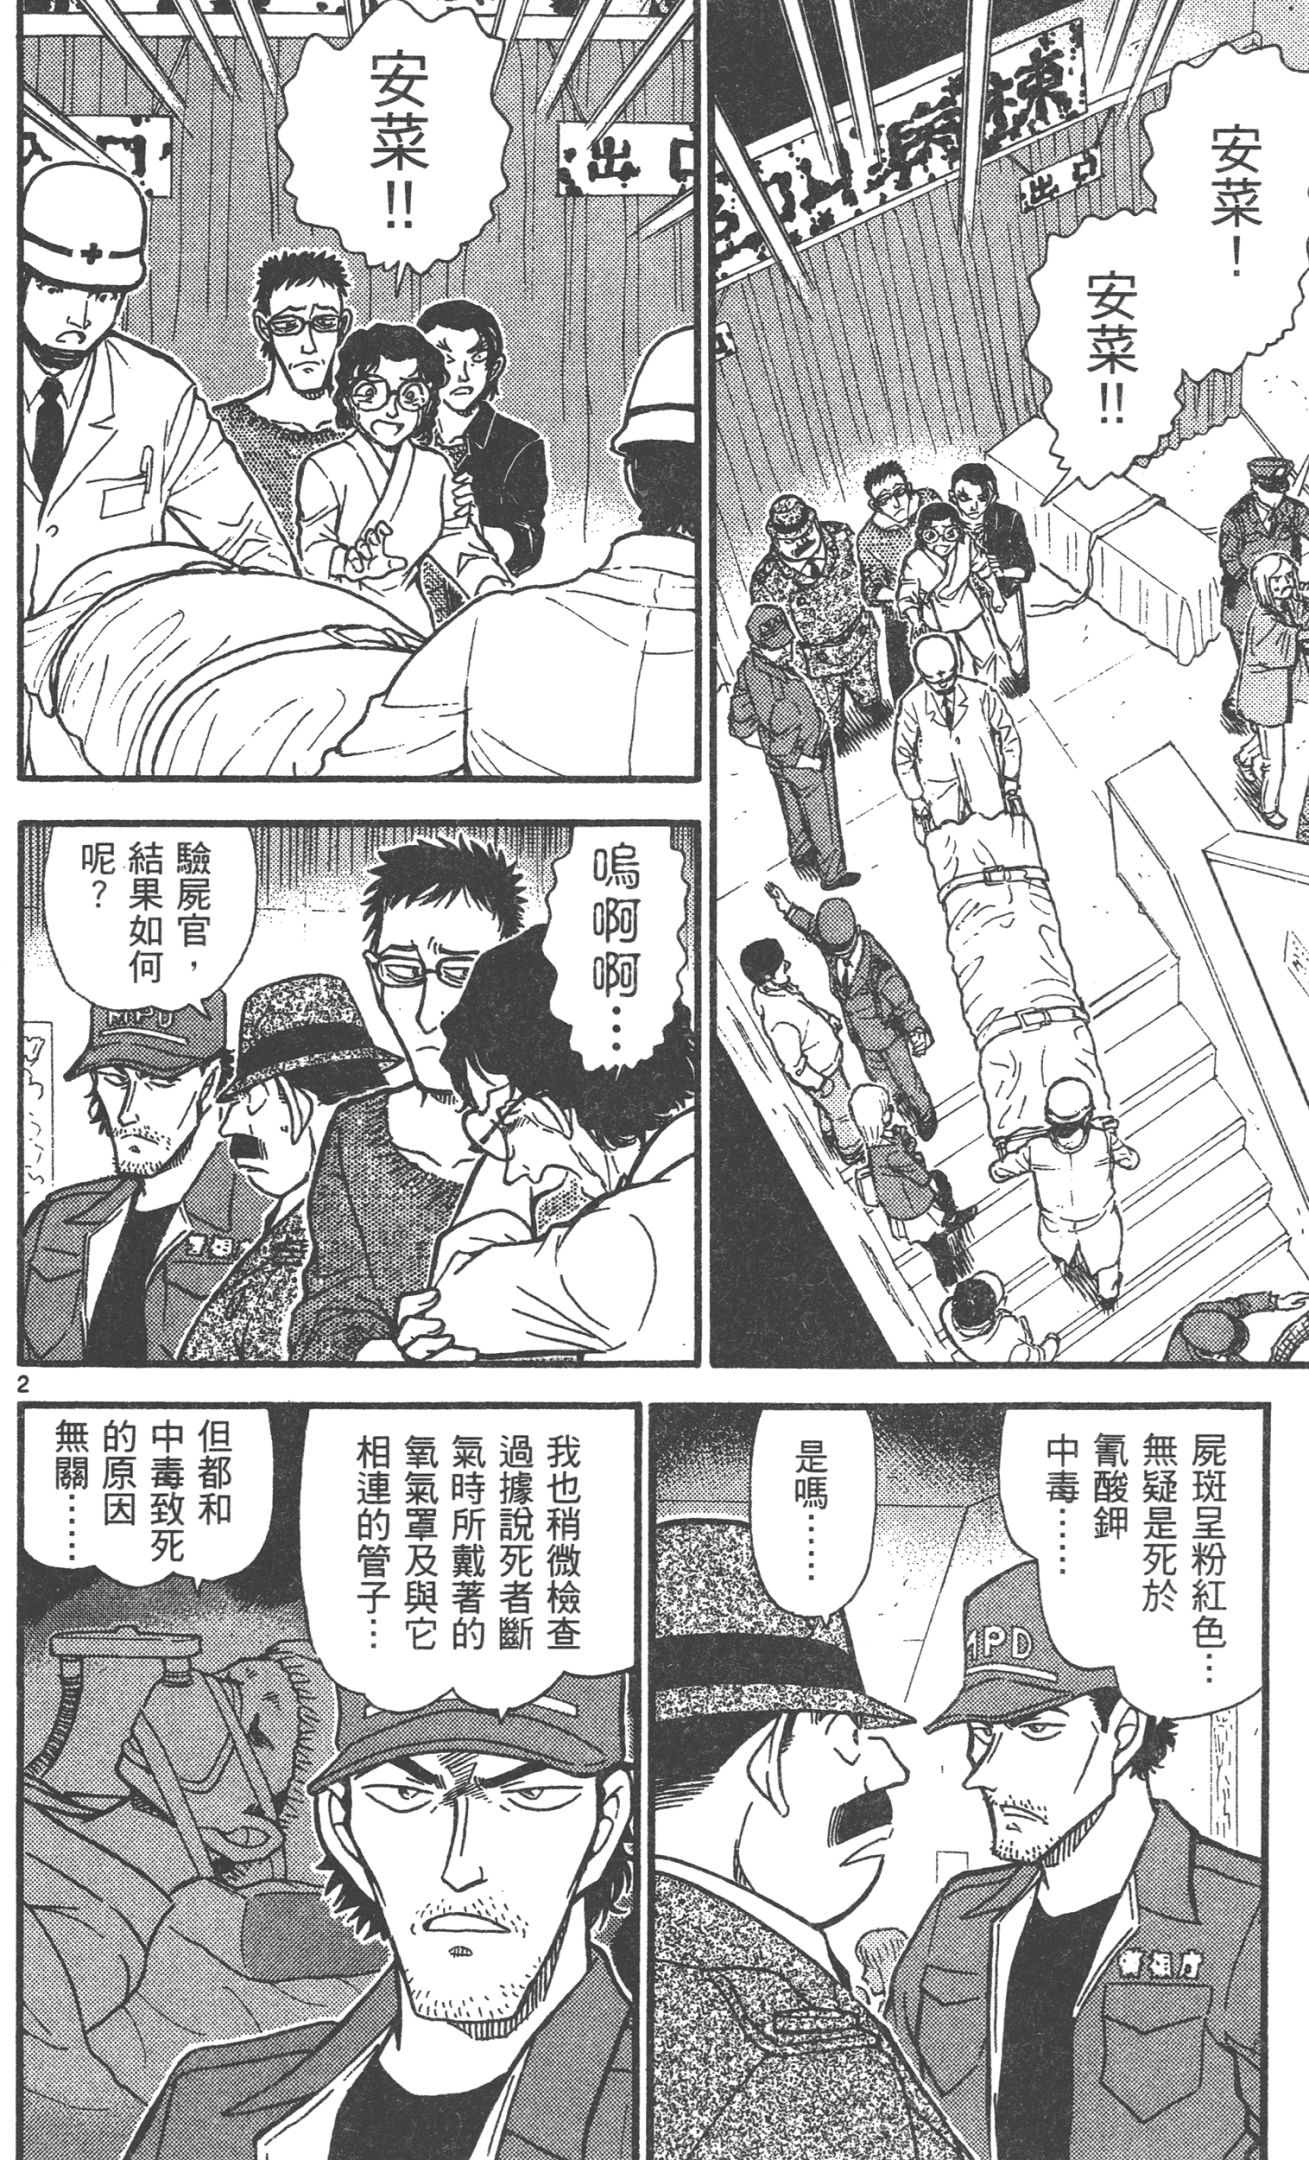 安菜！
安菜!!
出口
安菜!!
出口
嗚啊啊…
驗屍官，
結果如何
呢？
MPD
2
屍斑呈粉紅色…
無疑是死於
氰酸鉀
中毒……
是嗎……
MPD
我也稍微檢查
過據說死者斷
氣時所戴著的
氧氣罩及與它
相連的管子…
但都和
中毒致死
的原因
無關……